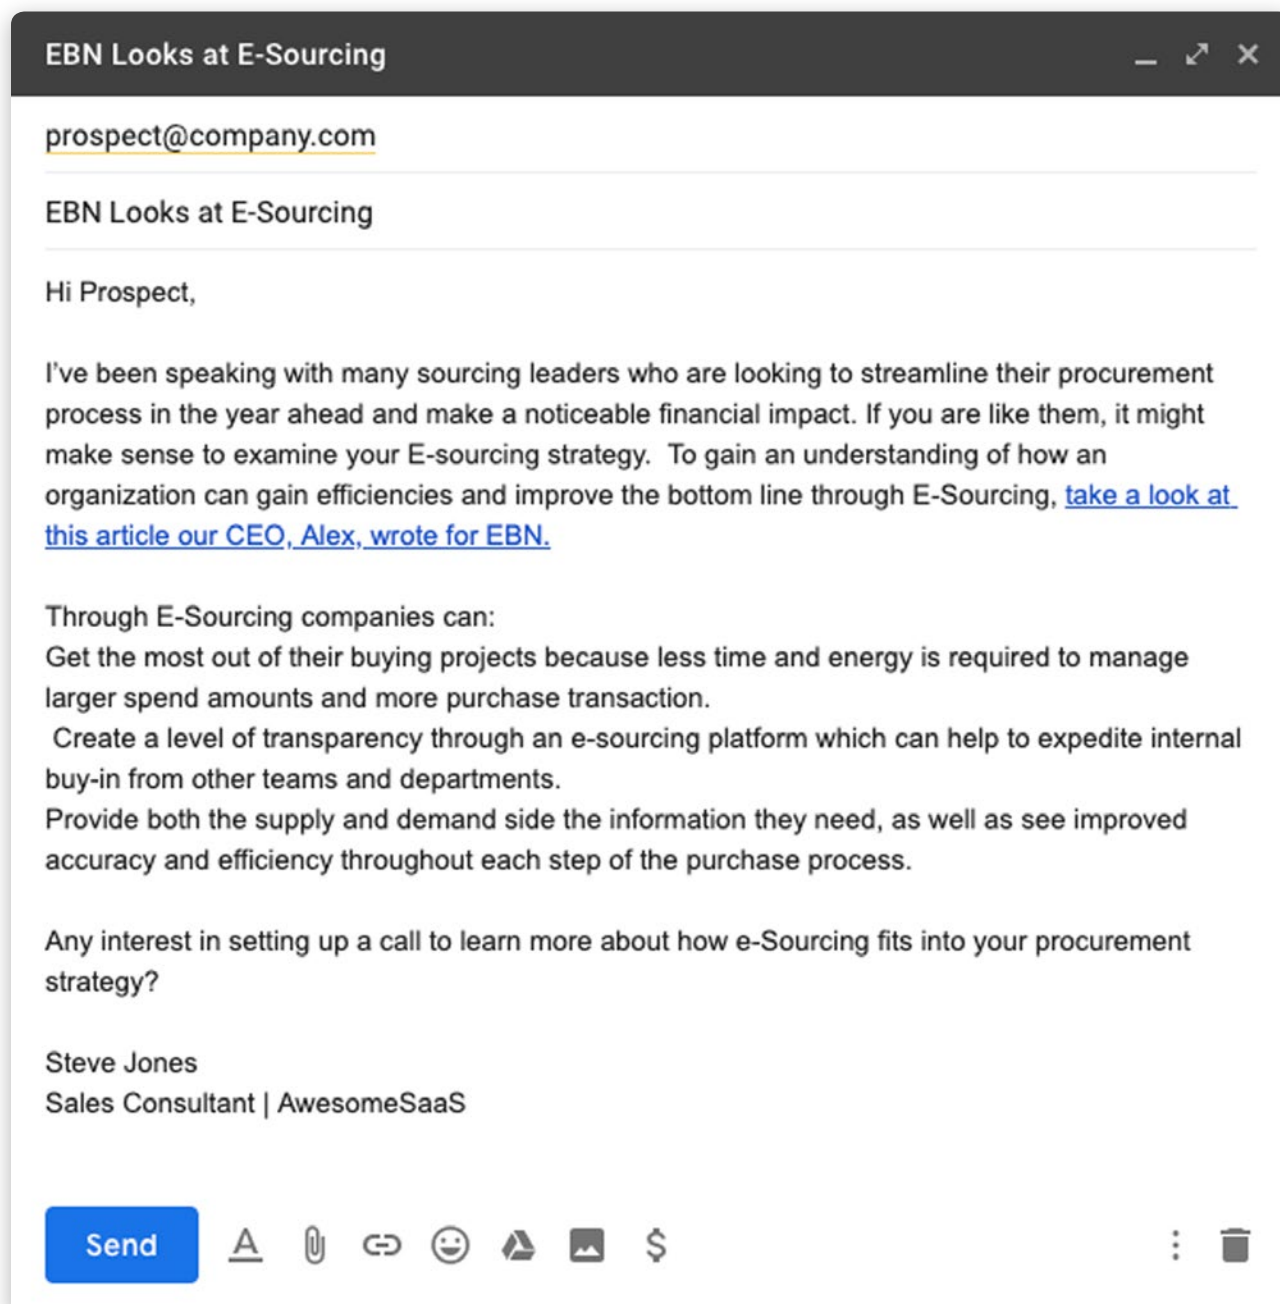 EBN Looks at E-Sourcing
prospect@company.com
EBN Looks at E-Sourcing
Hi Prospect,
I've been speaking with many sourcing leaders who are looking to streamline their procurement
process in the year ahead and make a noticeable financial impact. If you are like them, it might
make sense to examine your E-sourcing strategy.  To gain an understanding of how an
organization can gain efficiencies and improve the bottom line through E-Sourcing, take a look at
this article our CEO, Alex, wrote for EBN.
Through E-Sourcing companies can:
Get the most out of their buying projects because less time and energy is required to manage
larger spend amounts and more purchase transaction.
 Create a level of transparency through an e-sourcing platform which can help to expedite internal
buy-in from other teams and departments.
Provide both the supply and demand side the information they need, as well as see improved
accuracy and efficiency throughout each step of the purchase process.
Any interest in setting up a call to learn more about how e-Sourcing fits into your procurement
strategy?
Steve Jones
Sales Consultant | AwesomeSaaS
Send